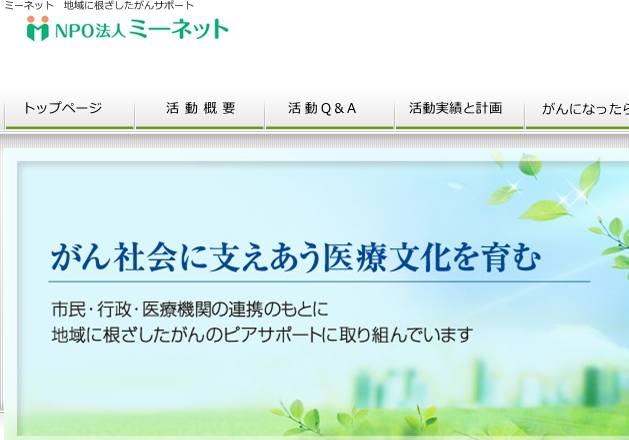 ミーネット　地域に根ざしたがんサポート
NPO法人ミーネット
トップページ
活動概要
活動Q&A
活動実績と計画
がんになったら
がん社会に支えあう医療文化を育む
市民・行政・医療機関の連携のもとに
地域に根ざしたがんのピアサポートに取り組んでいます